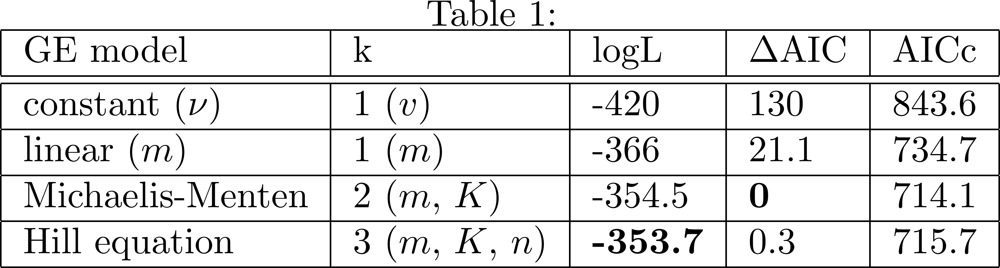 Table 1:
GE model k logL ΔAIC AICc
constant (ν) 1 (v) -420 130 843.6
linear (m) 1 (m) -366 21.1 734.7
Michaelis-Menten 2 (m, K) -354.5 0 714.1
Hill equation 3 (m, K, n) -353.7 0.3 715.7